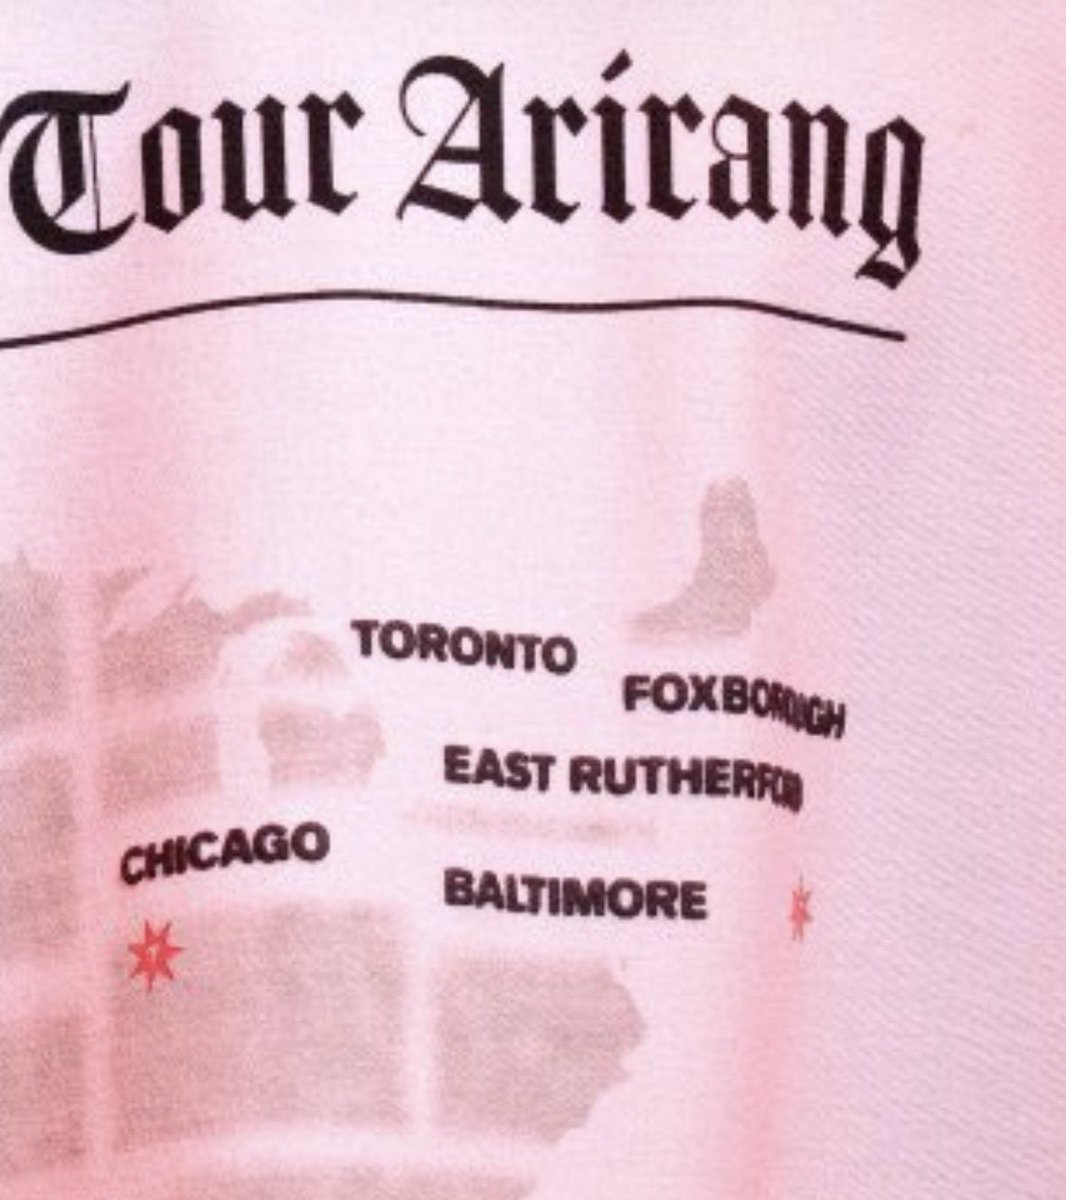 Tour Arirang
TORONTO
FOXBOROUGH
EAST RUTHERFORD
CHICAGO
BALTIMORE